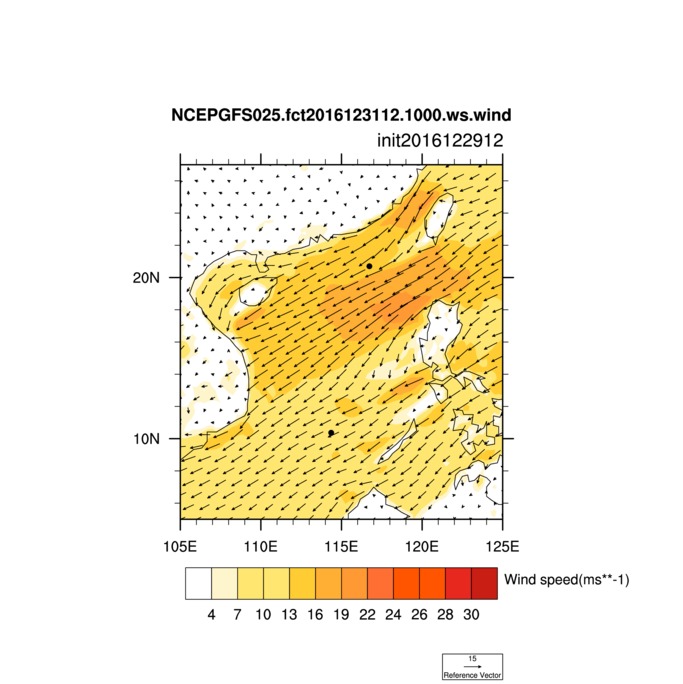 NCEPGFS025.fct2016123112.1000.ws.wind
init2016122912
20N
10N
105E 110E 115E 120E 125E
Wind speed(ms**-1)
4 7 10 13 16 19 22 24 26 28 30
15
Reference Vector